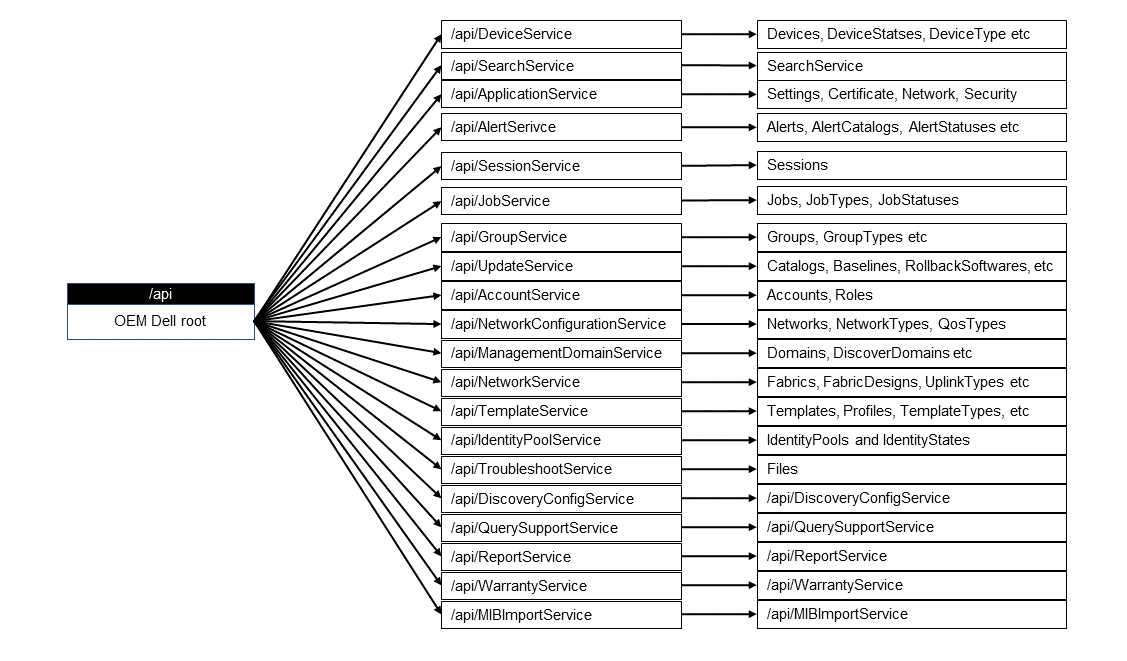 /api
OEM Dell root
/api/DeviceService
Devices, DeviceStatses, DeviceType etc
/api/SearchService
SearchService
/api/ApplicationService
Settings, Certificate, Network, Security
/api/AlertSerivce
Alerts, AlertCatalogs, AlertStatuses etc
/api/SessionService
Sessions
/api/JobService
Jobs, JobTypes, JobStatuses
/api/GroupService
Groups, GroupTypes etc
/api/UpdateService
Catalogs, Baselines, RollbackSoftwares, etc
/api/AccountService
Accounts, Roles
/api/NetworkConfigurationService
Networks, NetworkTypes, QosTypes
/api/ManagementDomainService
Domains, DiscoverDomains etc
/api/NetworkService
Fabrics, FabricDesigns, UplinkTypes etc
/api/TemplateService
Templates, Profiles, TemplateTypes, etc
/api/IdentityPoolService
IdentityPools and IdentityStates
/api/TroubleshootService
Files
/api/DiscoveryConfigService
/api/DiscoveryConfigService
/api/QuerySupportService
/api/QuerySupportService
/api/ReportService
/api/ReportService
/api/WarrantyService
/api/WarrantyService
/api/MIBImportService
/api/MIBImportService